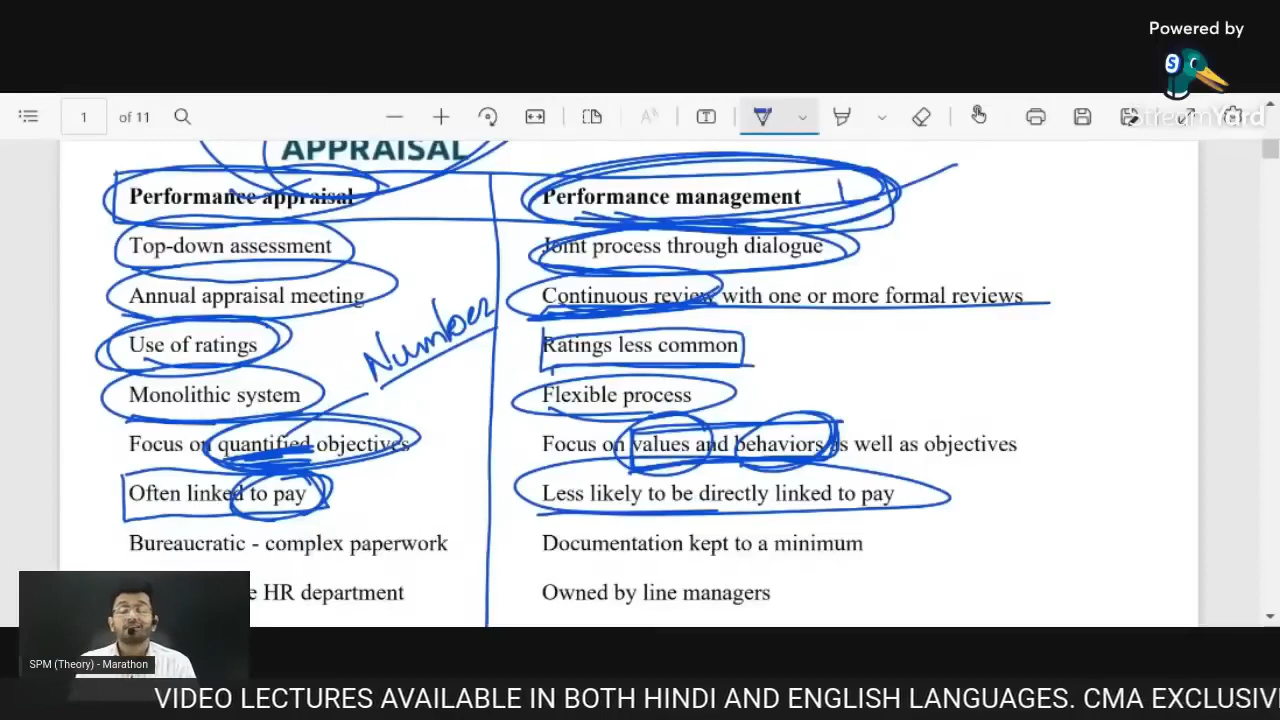 Powered by
S
StreamYard
1 of 11
APPRAISAL
Performance appraisal Performance management
Top-down assessment Joint process through dialogue
Annual appraisal meeting Continuous review with one or more formal reviews
Number
Use of ratings Ratings less common
Monolithic system Flexible process
Focus on quantified objectives Focus on values and behaviors as well as objectives
Often linked to pay Less likely to be directly linked to pay
Bureaucratic - complex paperwork Documentation kept to a minimum
HR department Owned by line managers
SPM (Theory) - Marathon
VIDEO LECTURES AVAILABLE IN BOTH HINDI AND ENGLISH LANGUAGES. CMA EXCLUSIV